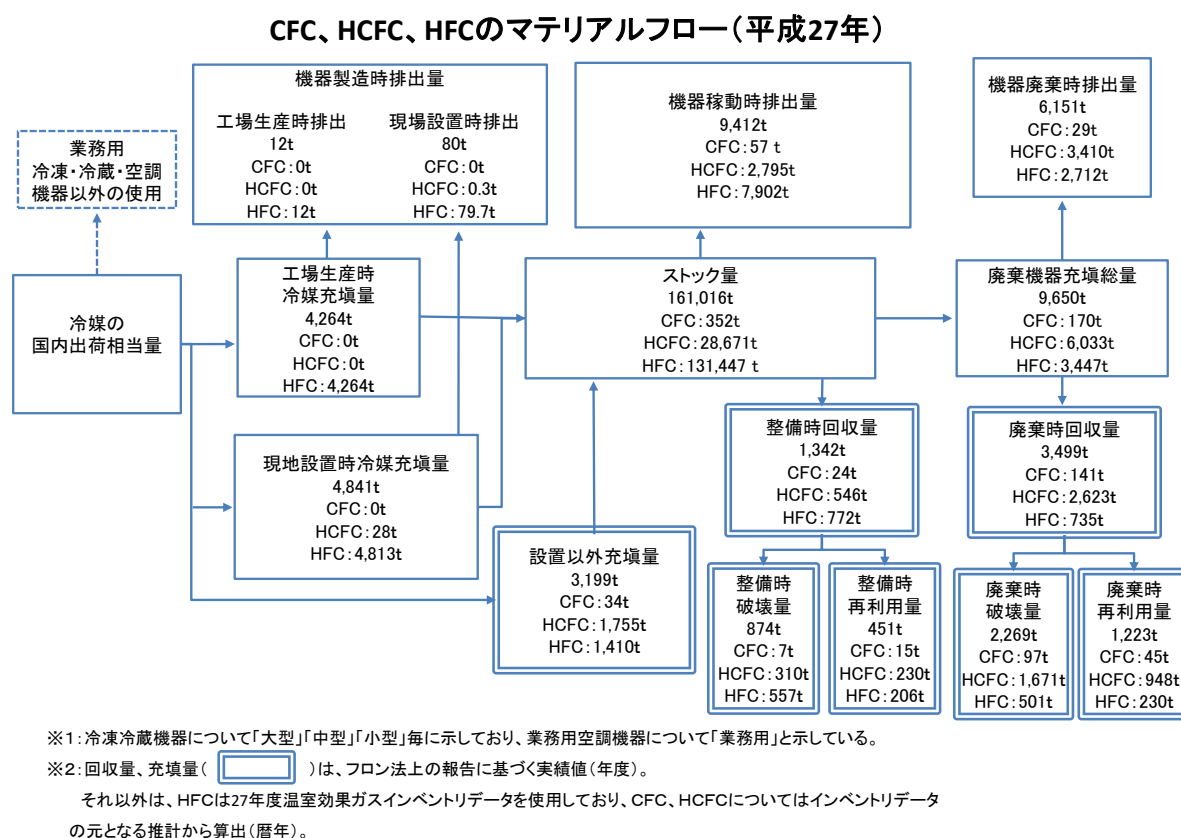 CFC、HCFC、HFCのマテリアルフロー（平成27年）
業務用
冷凍・冷蔵・空調
機器以外の使用
冷媒の
国内出荷相当量
機器製造時排出量
工場生産時排出
12t
CFC：0t
HCFC：0t
HFC：12t
現場設置時排出
80t
CFC：0t
HCFC：0.3t
HFC：79.7t
工場生産時
冷媒充塡量
4,264t
CFC：0t
HCFC：0t
HFC：4,264t
現地設置時冷媒充塡量
4,841t
CFC：0t
HCFC：28t
HFC：4,813t
設置以外充塡量
3,199t
CFC：34t
HCFC：1,755t
HFC：1,410t
機器稼動時排出量
9,412t
CFC：57 t
HCFC：2,795t
HFC：7,902t
ストック量
161,016t
CFC：352t
HCFC：28,671t
HFC：131,447 t
整備時回収量
1,342t
CFC：24t
HCFC：546t
HFC：772t
整備時
破壊量
874t
CFC：7t
HCFC：310t
HFC：557t
整備時
再利用量
451t
CFC：15t
HCFC：230t
HFC：206t
機器廃棄時排出量
6,151t
CFC：29t
HCFC：3,410t
HFC：2,712t
廃棄機器充塡総量
9,650t
CFC：170t
HCFC：6,033t
HFC：3,447t
廃棄時回収量
3,499t
CFC：141t
HCFC：2,623t
HFC：735t
廃棄時
破壊量
2,269t
CFC：97t
HCFC：1,671t
HFC：501t
廃棄時
再利用量
1,223t
CFC：45t
HCFC：948t
HFC：230t
※1：冷凍冷蔵機器について「大型」「中型」「小型」毎に示しており、業務用空調機器について「業務用」と示している。
※2：回収量、充塡量（ ）は、フロン法上の報告に基づく実績値（年度）。
それ以外は、HFCは27年度温室効果ガスインベントリデータを使用しており、CFC、HCFCについてはインベントリデータ
の元となる推計から算出（暦年）。